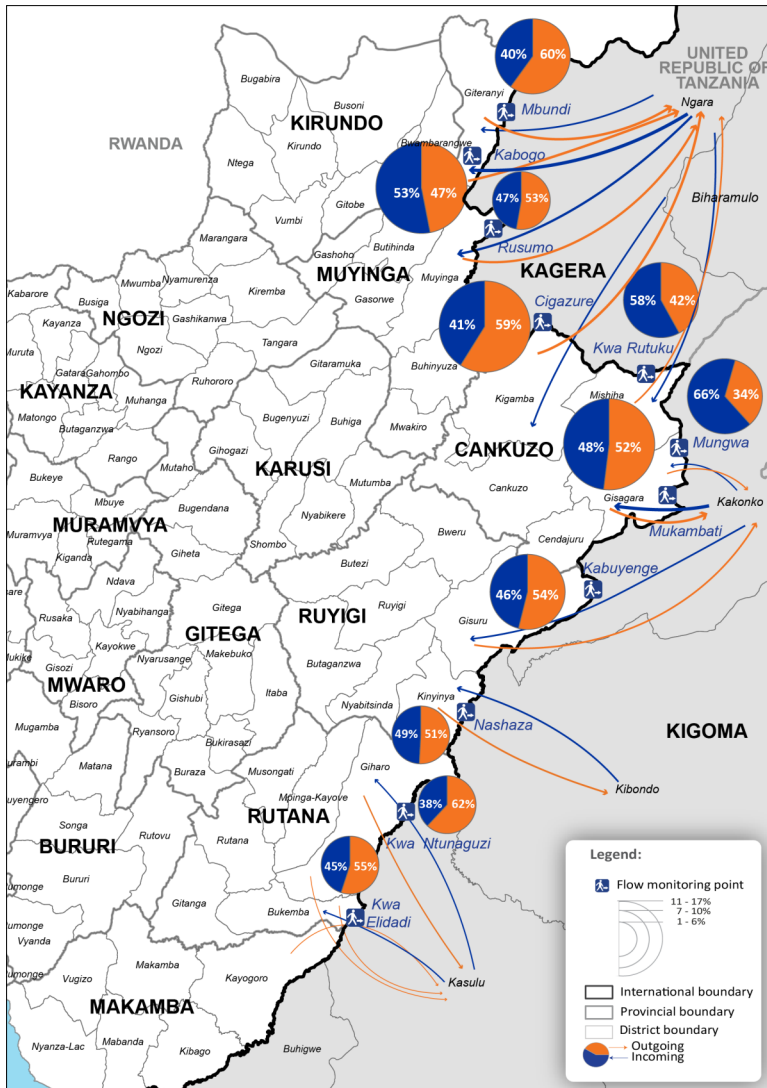 40% 60%
UNITED
REPUBLIC OF
TANZANIA
Bugabira
Giteranyi
Ngara
Busoni
Mbundi
KIRUNDO
RWANDA
Bwambarangwe
Kirundo
Kabogo
Ntega
53% 47%
47% 53%
Biharamulo
Gitobe
Vumbi
Rusumo
Marangara
Butihinda
Gashoho
KAGERA
MUYINGA
Muyinga
Mwumba
Nyamurenza
Kabarore
Busiga
Kiremba
Gasorwe
Cigazure
58% 42%
NGOZI
Gashikanwa
41% 59%
Kayanza
Kwa Rutuku
Muruta
Ngozi
Tangara
Gitaramuka
Buhinyuza
Gatara
Gahombo
Ruhororo
Mishiha
66% 34%
KAYANZA
Muhanga
Kigamba
Matongo
Bugenyuzi
Buhiga
Butaganzwa
Mwakiro
Mungwa
Gihogazi
CANKUZO
48% 52%
Rango
KARUSI
Mutaho
Bukeye
Mutumba
Cankuzo
Mbuye
Bugendana
Gisagara
Kakonko
MURAMVYA
Nyabikere
Mukambati
Muramvya
Rutegama
Bweru
Cendajuru
Shombo
Giheta
Kiganda
Butezi
Kabuyenge
Ndava
46% 54%
Gitega
RUYIGI
Ruyigi
Nyabihanga
Rusaka
Gisuru
GITEGA
Kayokwe
Makebuko
Nyarusange
Butaganzwa
Gisozi
MWARO
Itaba
Kinyinya
Gishubi
Nyabitsinda
Bisoro
Nashaza
Mugamba
Ryansoro
Bukirasazi
49% 51%
KIGOMA
Matana
Buraza
Musongati
Giharo
Kibondo
Mpinga-Kayove
38% 62%
Songa
RUTANA
Rutovu
Rutana
Kwa Ntunaguzi
BURURI
Legend:
45% 55%
Bururi
Flow monitoring point
Gitanga
Kwa
Elidadi
11 - 17%
7 - 10%
1 - 6%
Bukemba
Vyanda
Makamba
Vugizo
Kayogoro
Kasulu
International boundary
MAKAMBA
Provincial boundary
District boundary
Mabanda
Nyanza-Lac
Kibago
Buhigwe
Outgoing
Incoming